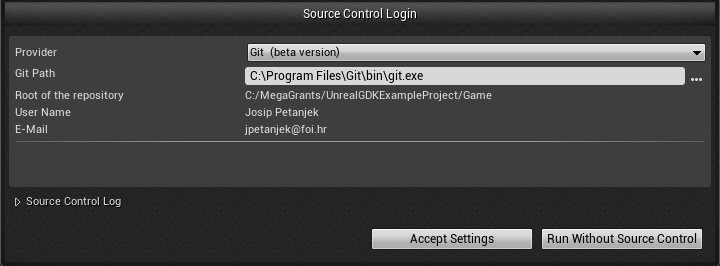 Source Control Login
Provider Git (beta version)
Git Path C:\Program Files\Git\bin\git.exe ...
Root of the repository C:/MegaGrants/UnrealGDKExampleProject/Game
User Name Josip Petanjek
E-Mail jpetanjek@foi.hr
Source Control Log
Accept Settings Run Without Source Control